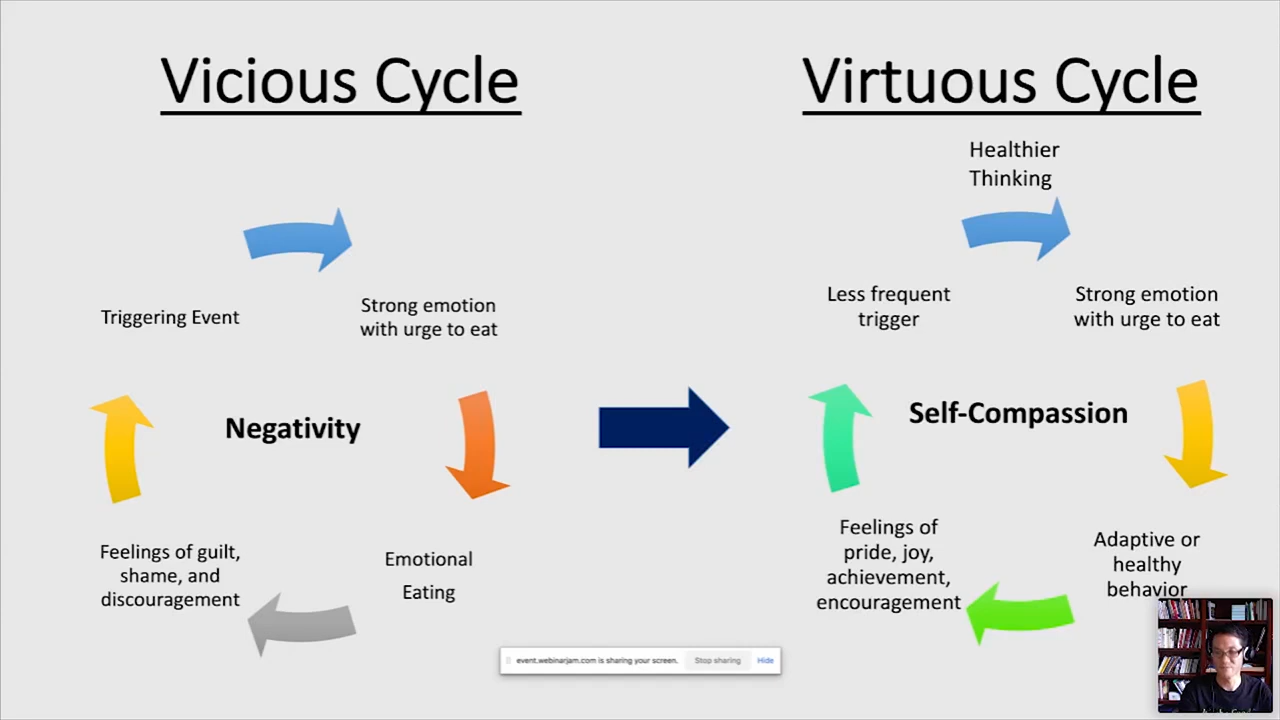 Vicious Cycle
Triggering Event
Strong emotion
with urge to eat
Negativity
Feelings of guilt,
shame, and
discouragement
Emotional
Eating
Virtuous Cycle
Healthier
Thinking
Less frequent
trigger
Strong emotion
with urge to eat
Self-Compassion
Feelings of
pride, joy,
achievement,
encouragement
Adaptive or
healthy
behavior
event.webinarjam.com is sharing your screen.
Stop sharing
Hide